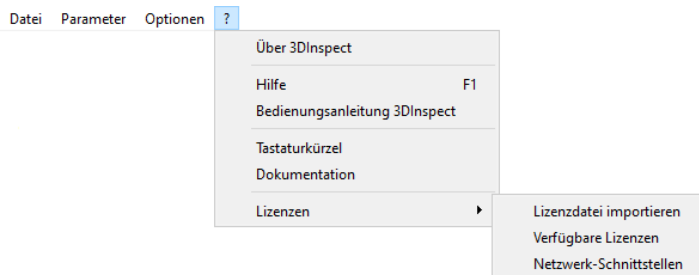 Datei Parameter Optionen ?
Über 3DInspect
Hilfe F1
Bedienungsanleitung 3DInspect
Tastaturkürzel
Dokumentation
Lizenzen
Lizenzdatei importieren
Verfügbare Lizenzen
Netzwerk-Schnittstellen